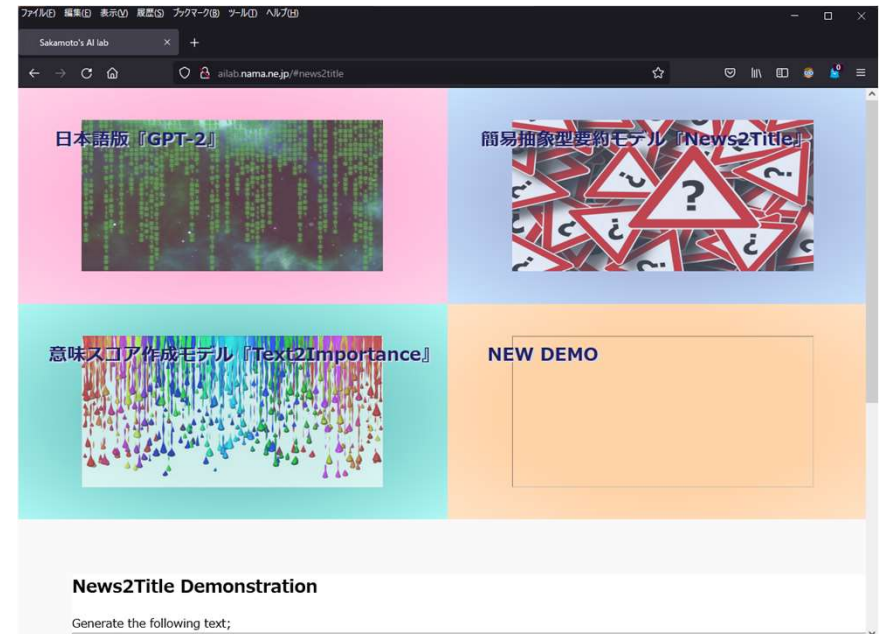 ファイル(F) 編集(E) 表示(V) 履歴(S) ブックマーク(B) ツール(T) ヘルプ(H)
Sakamoto's AI lab
ailab.nama.ne.jp/#news2title
0
日本語版『GPT-2』
簡易抽象型要約モデル『News2Title』
?
意味スコア作成モデル『Text2Importance』
NEW DEMO
News2Title Demonstration
Generate the following text;